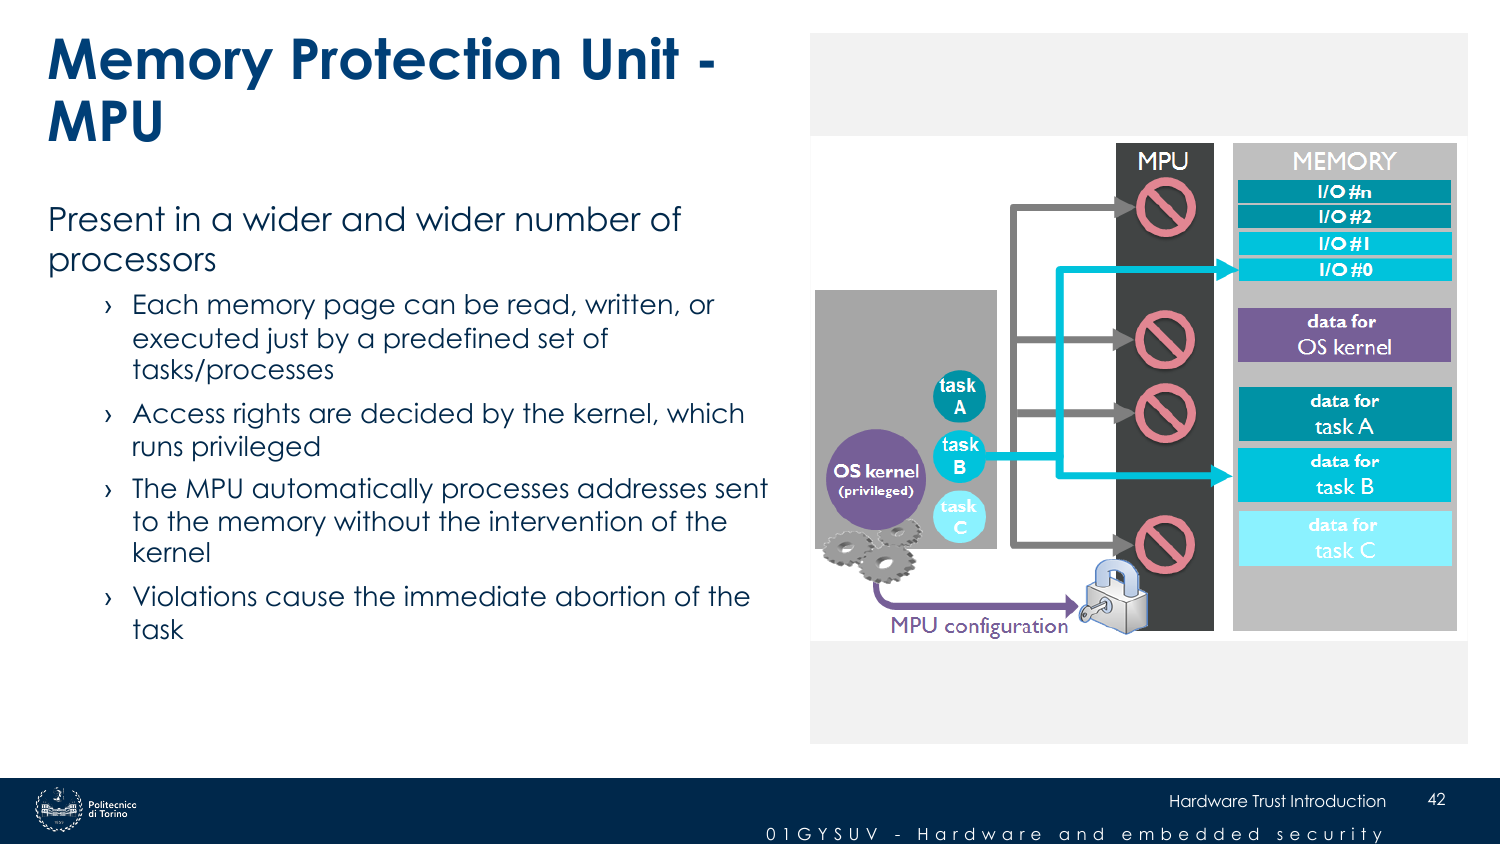 Memory Protection Unit -
MPU
Present in a wider and wider number of
processors
› Each memory page can be read, written, or
executed just by a predefined set of
tasks/processes
› Access rights are decided by the kernel, which
runs privileged
› The MPU automatically processes addresses sent
to the memory without the intervention of the
kernel
› Violations cause the immediate abortion of the
task
MPU
MEMORY
I/O #n
I/O #2
I/O #1
I/O #0
data for
OS kernel
data for
task A
data for
task B
data for
task C
task
A
task
B
task
C
OS kernel
(privileged)
MPU configuration
Politecnico
di Torino
Hardware Trust Introduction
42
01GYSUV - Hardware and embedded security